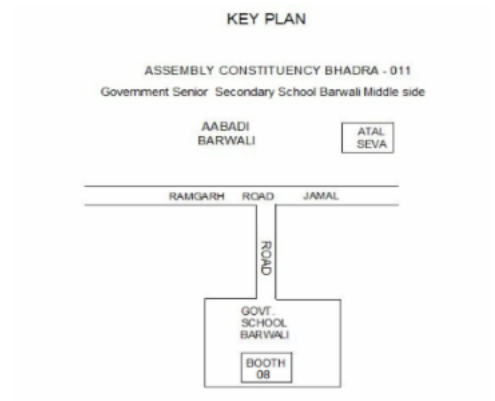 KEY PLAN
ASSEMBLY CONSTITUENCY BHADRA - 011
Government Senior Secondary School Barwali Middle side
AABADI
BARWALI
ATAL
SEVA
RAMGARH ROAD JAMAL
ROAD
GOVT.
SCHOOL
BARWALI
BOOTH
08